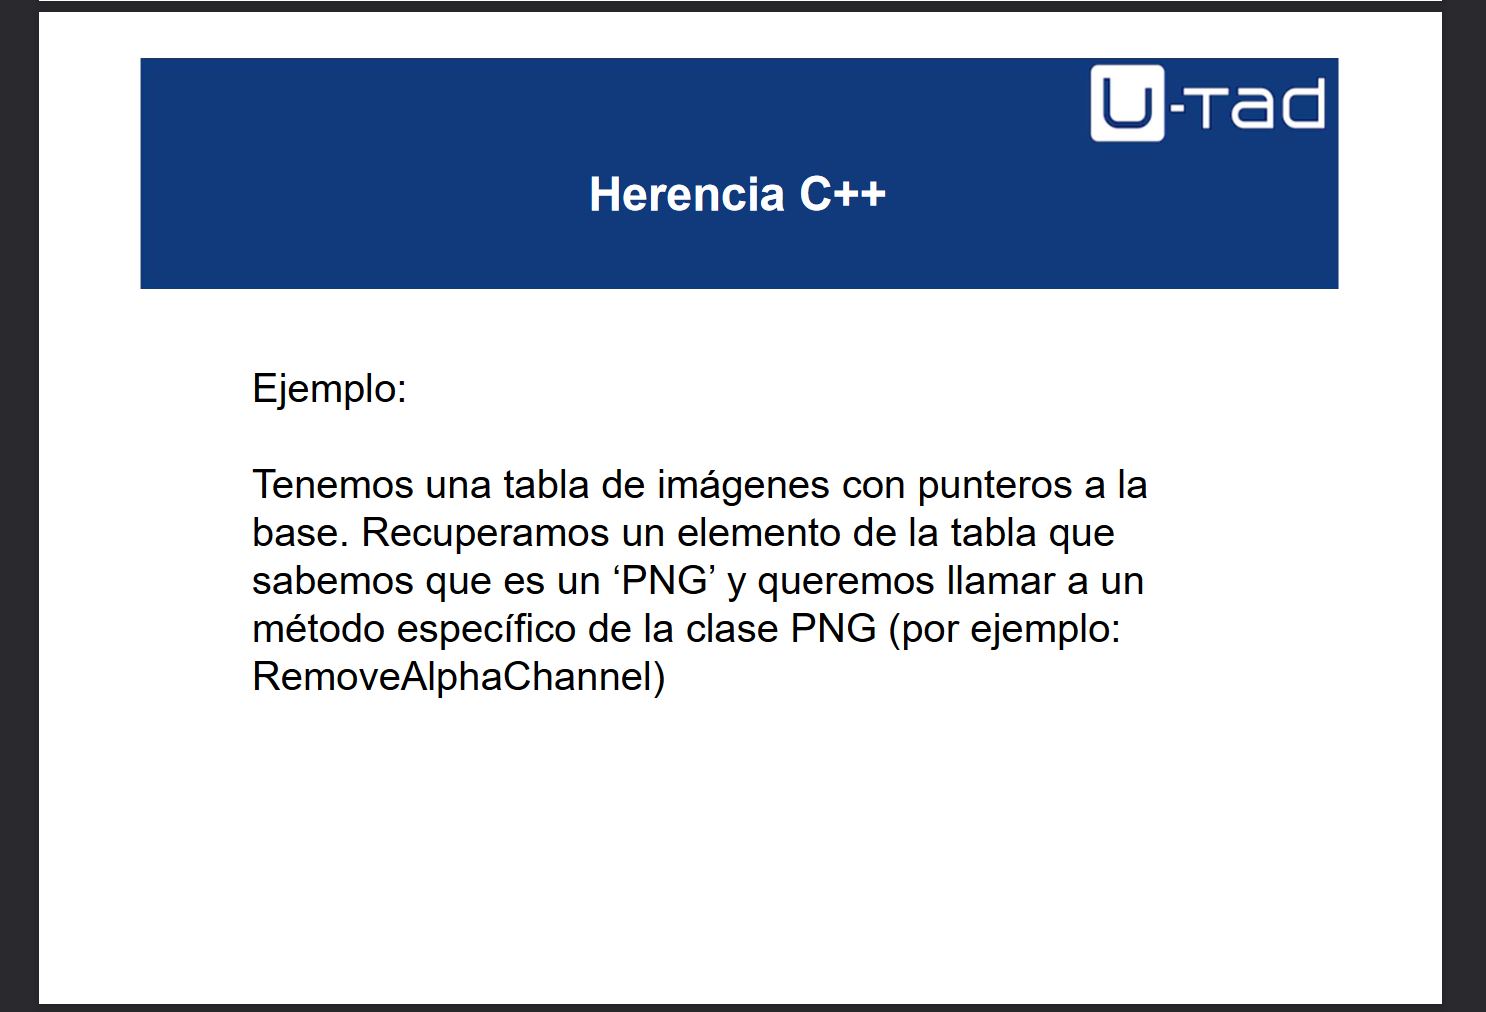 U-Tad
Herencia C++
Ejemplo:
Tenemos una tabla de imágenes con punteros a la
base. Recuperamos un elemento de la tabla que
sabemos que es un ‘PNG’ y queremos llamar a un
método específico de la clase PNG (por ejemplo:
RemoveAlphaChannel)